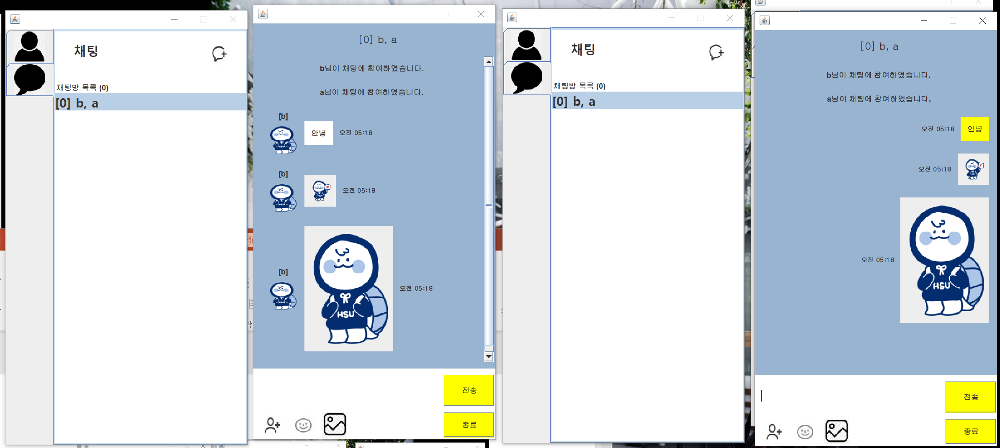 채팅
채팅방 목록 (0)
[0] b, a
[0] b, a
b님이 채팅에 참여하였습니다.
a님이 채팅에 참여하였습니다.
[b]
안녕 오전 05:18
[b]
오전 05:18
[b]
HSU
오전 05:18
전송
종료
채팅
채팅방 목록 (0)
[0] b, a
[0] b, a
b님이 채팅에 참여하였습니다.
a님이 채팅에 참여하였습니다.
오전 05:18 안녕
오전 05:18
오전 05:18
HSU
전송
종료